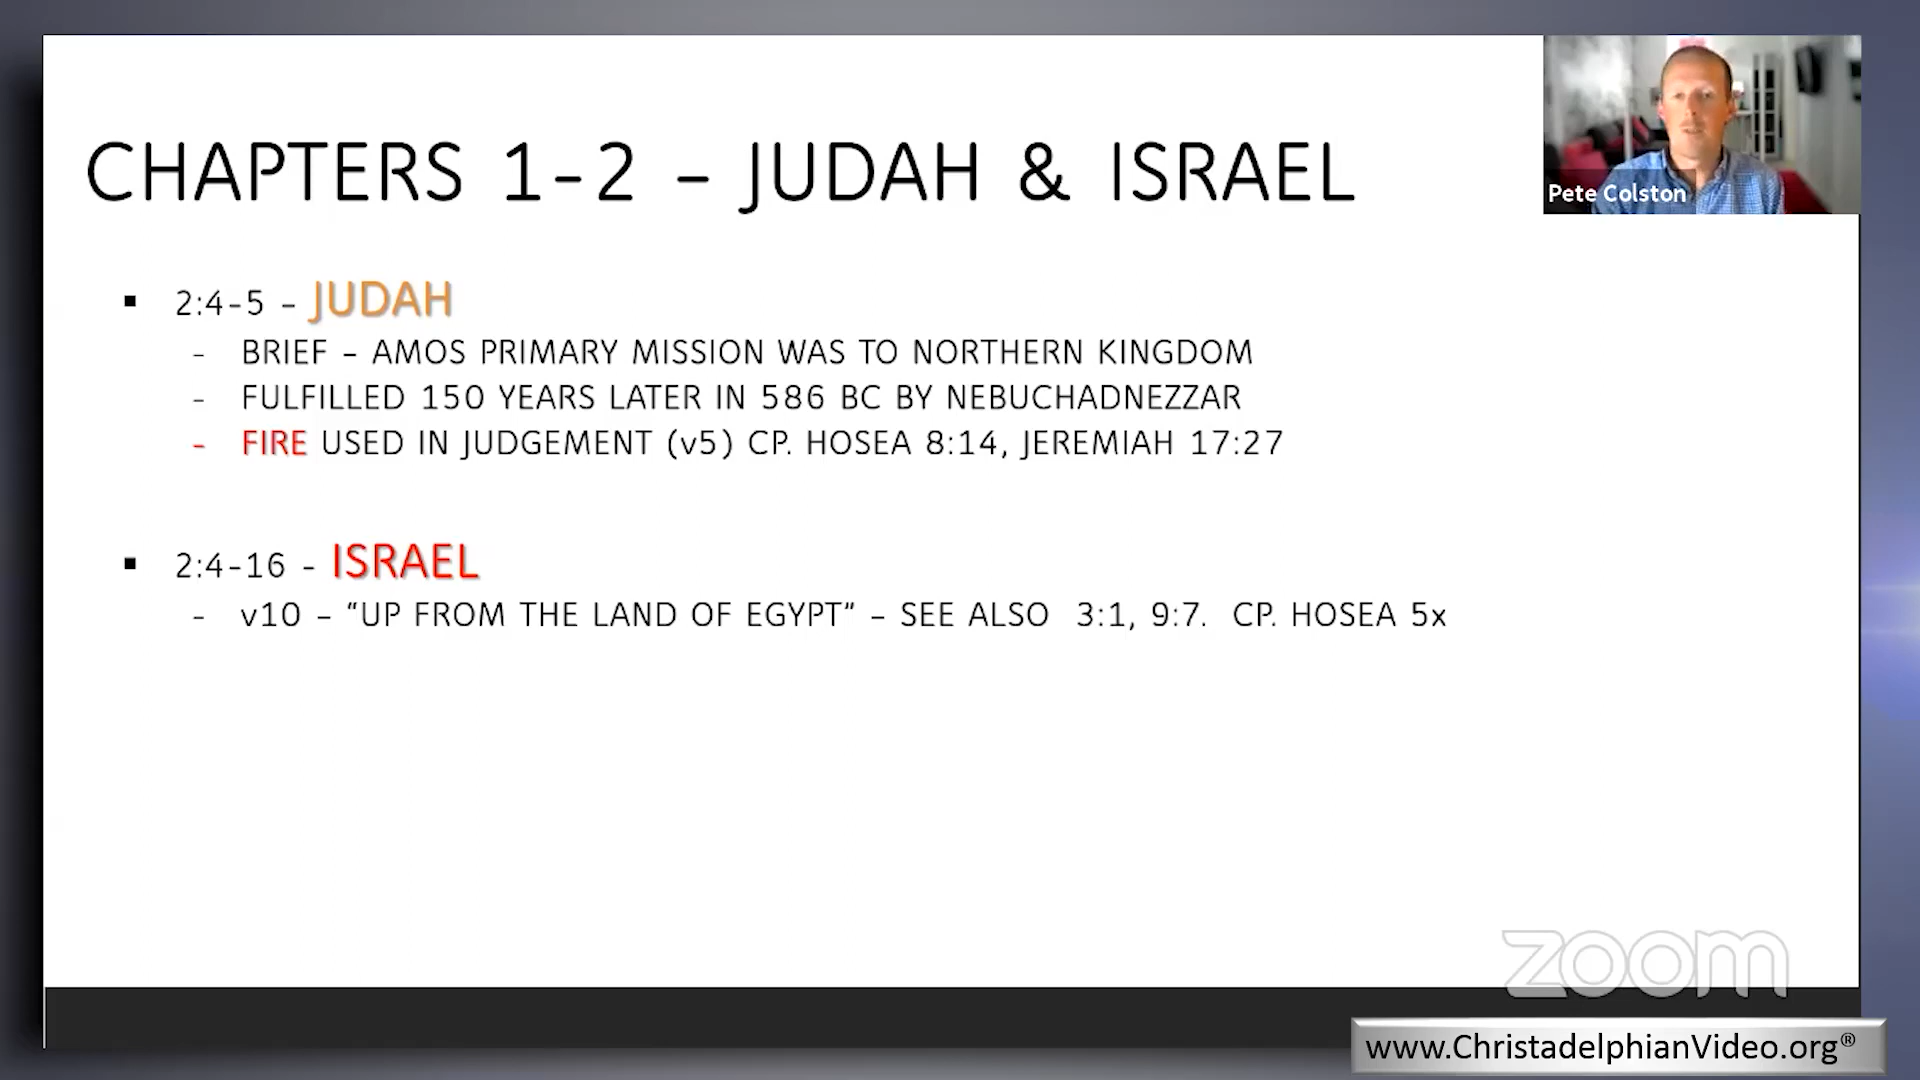 CHAPTERS 1-2 – JUDAH & ISRAEL
Pete Colston
▪ 2:4-5 – JUDAH
- BRIEF – AMOS PRIMARY MISSION WAS TO NORTHERN KINGDOM
- FULFILLED 150 YEARS LATER IN 586 BC BY NEBUCHADNEZZAR
- FIRE USED IN JUDGEMENT (v5) CP. HOSEA 8:14, JEREMIAH 17:27
▪ 2:4-16 - ISRAEL
- v10 – "UP FROM THE LAND OF EGYPT" – SEE ALSO 3:1, 9:7. CP. HOSEA 5x
zoom
www.ChristadelphianVideo.org®